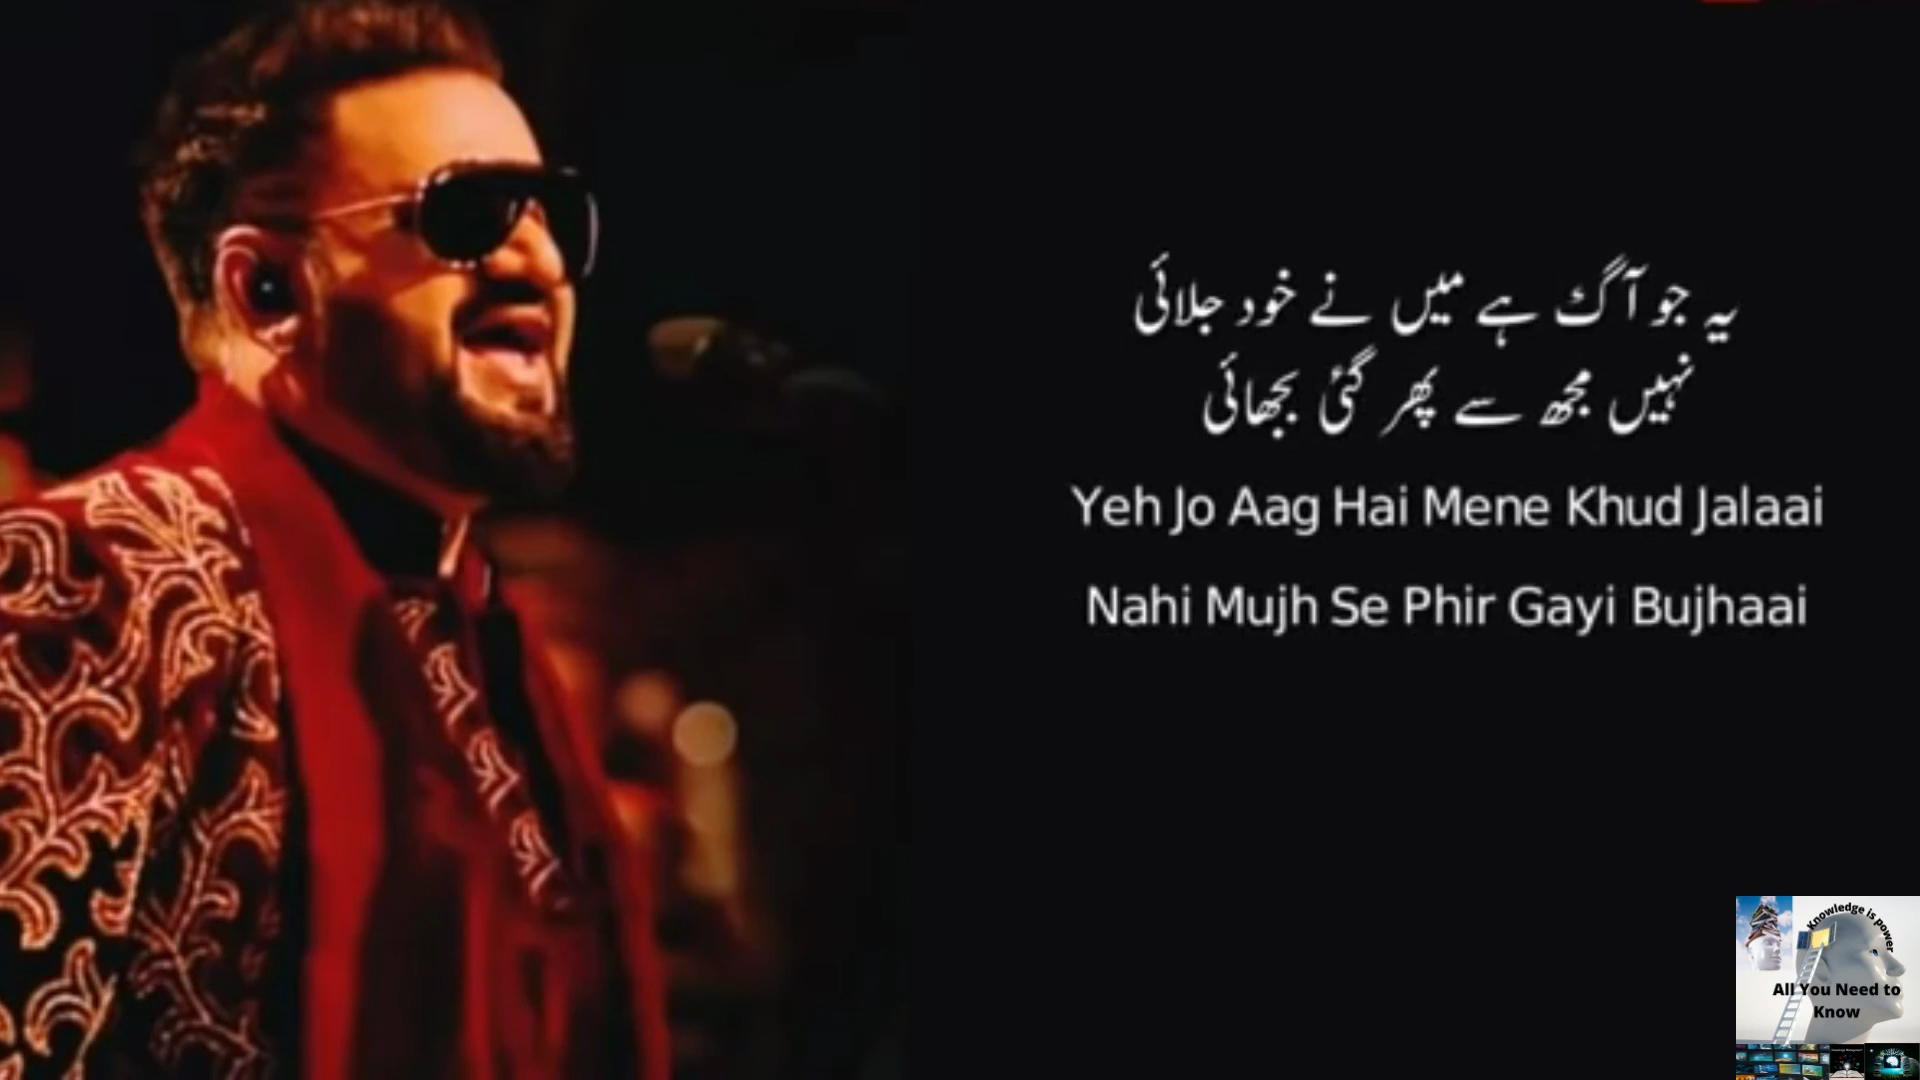 یہ جو آگ ہے میں نے خود جلائی
نہیں مجھ سے پھر گئی بجھائی
Yeh Jo Aag Hai Mene Khud Jalaai
Nahi Mujh Se Phir Gayi Bujhaai
Knowledge is power
All You Need to
Know